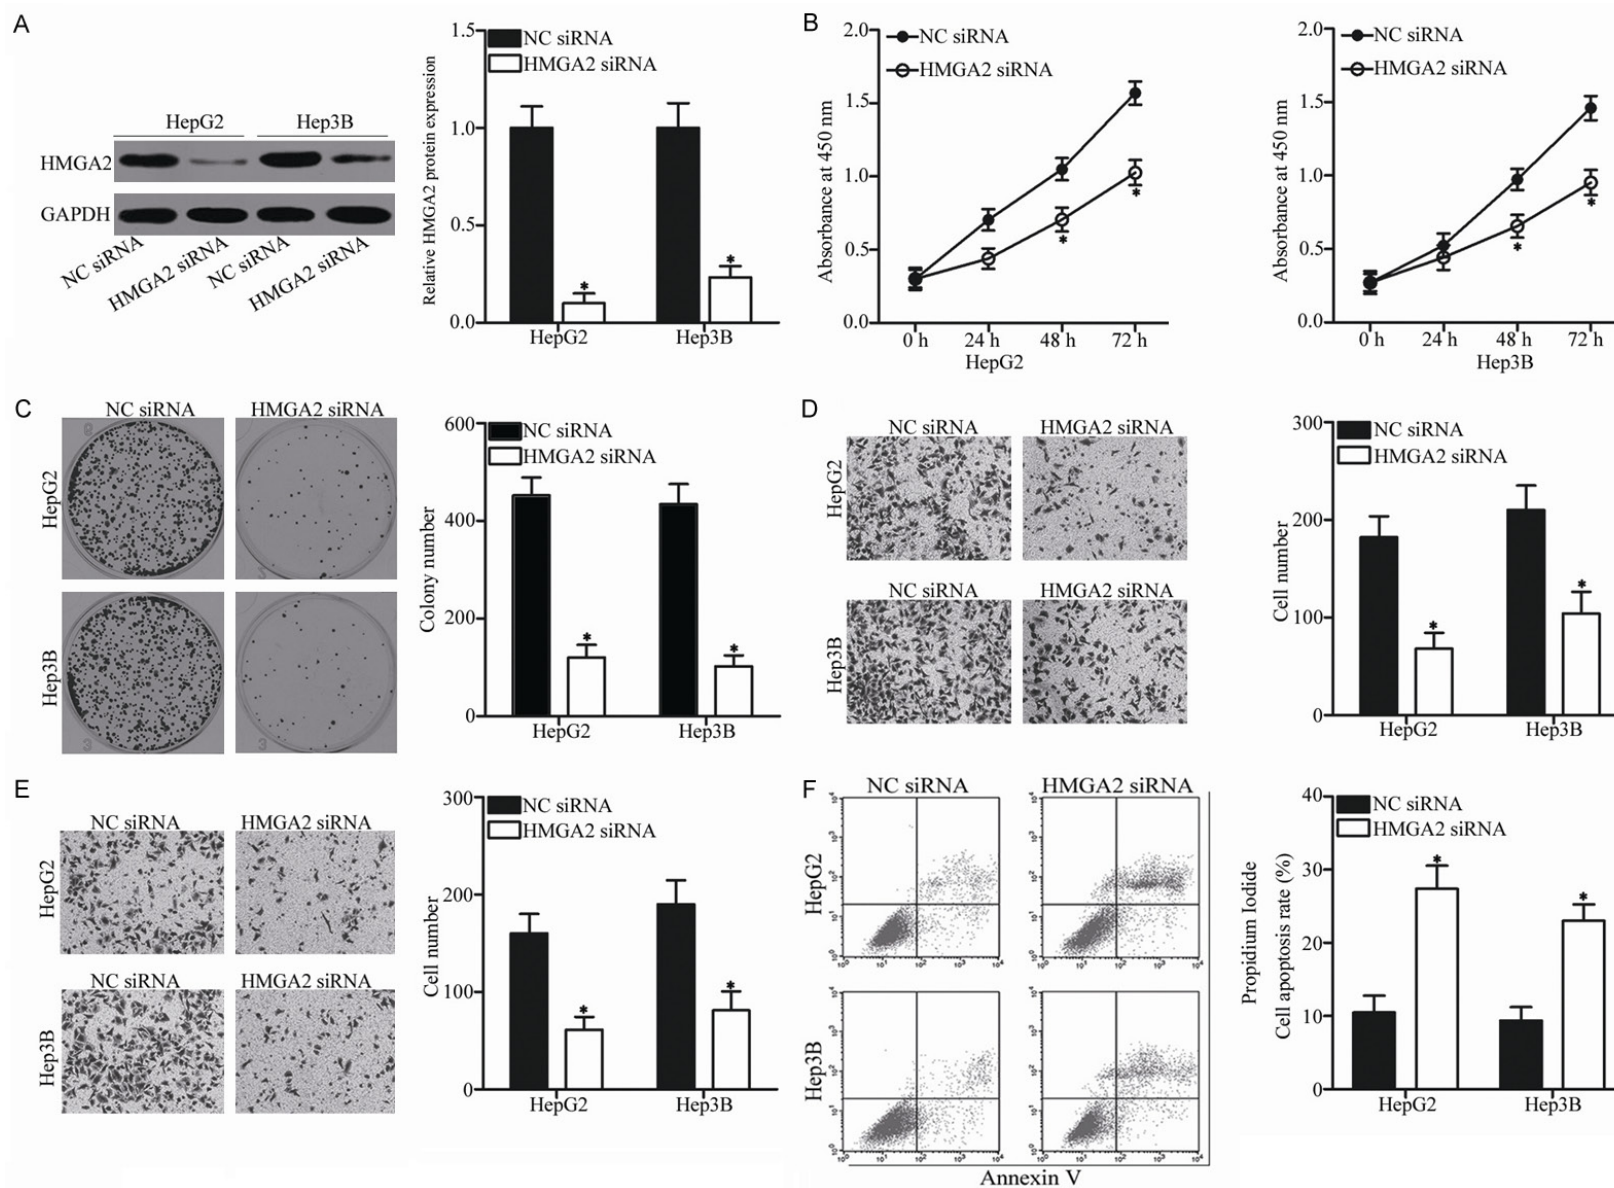 A
HepG2 Hep3B
HMGA2
GAPDH
NC siRNA HMGA2 siRNA NC siRNA HMGA2 siRNA
NC siRNA
HMGA2 siRNA
Relative HMGA2 protein expression
1.5
1.0
0.5
0.0
HepG2 Hep3B
B
NC siRNA
HMGA2 siRNA
Absorbance at 450 nm
2.0
1.5
1.0
0.5
0.0
* *
0 h 24 h 48 h 72 h
HepG2
NC siRNA
HMGA2 siRNA
Absorbance at 450 nm
2.0
1.5
1.0
0.5
0.0
* *
0 h 24 h 48 h 72 h
Hep3B
C
NC siRNA HMGA2 siRNA
HepG2
Hep3B
NC siRNA
HMGA2 siRNA
Colony number
600
400
200
0
* *
HepG2 Hep3B
D
NC siRNA HMGA2 siRNA
HepG2
NC siRNA HMGA2 siRNA
Hep3B
NC siRNA
HMGA2 siRNA
Cell number
300
200
100
0
* *
HepG2 Hep3B
E
NC siRNA HMGA2 siRNA
HepG2
NC siRNA HMGA2 siRNA
Hep3B
NC siRNA
HMGA2 siRNA
Cell number
300
200
100
0
* *
HepG2 Hep3B
F
NC siRNA HMGA2 siRNA
HepG2
Hep3B
Annexin V
Propidium Iodide
NC siRNA
HMGA2 siRNA
Cell apoptosis rate (%)
40
30
20
10
0
* *
HepG2 Hep3B